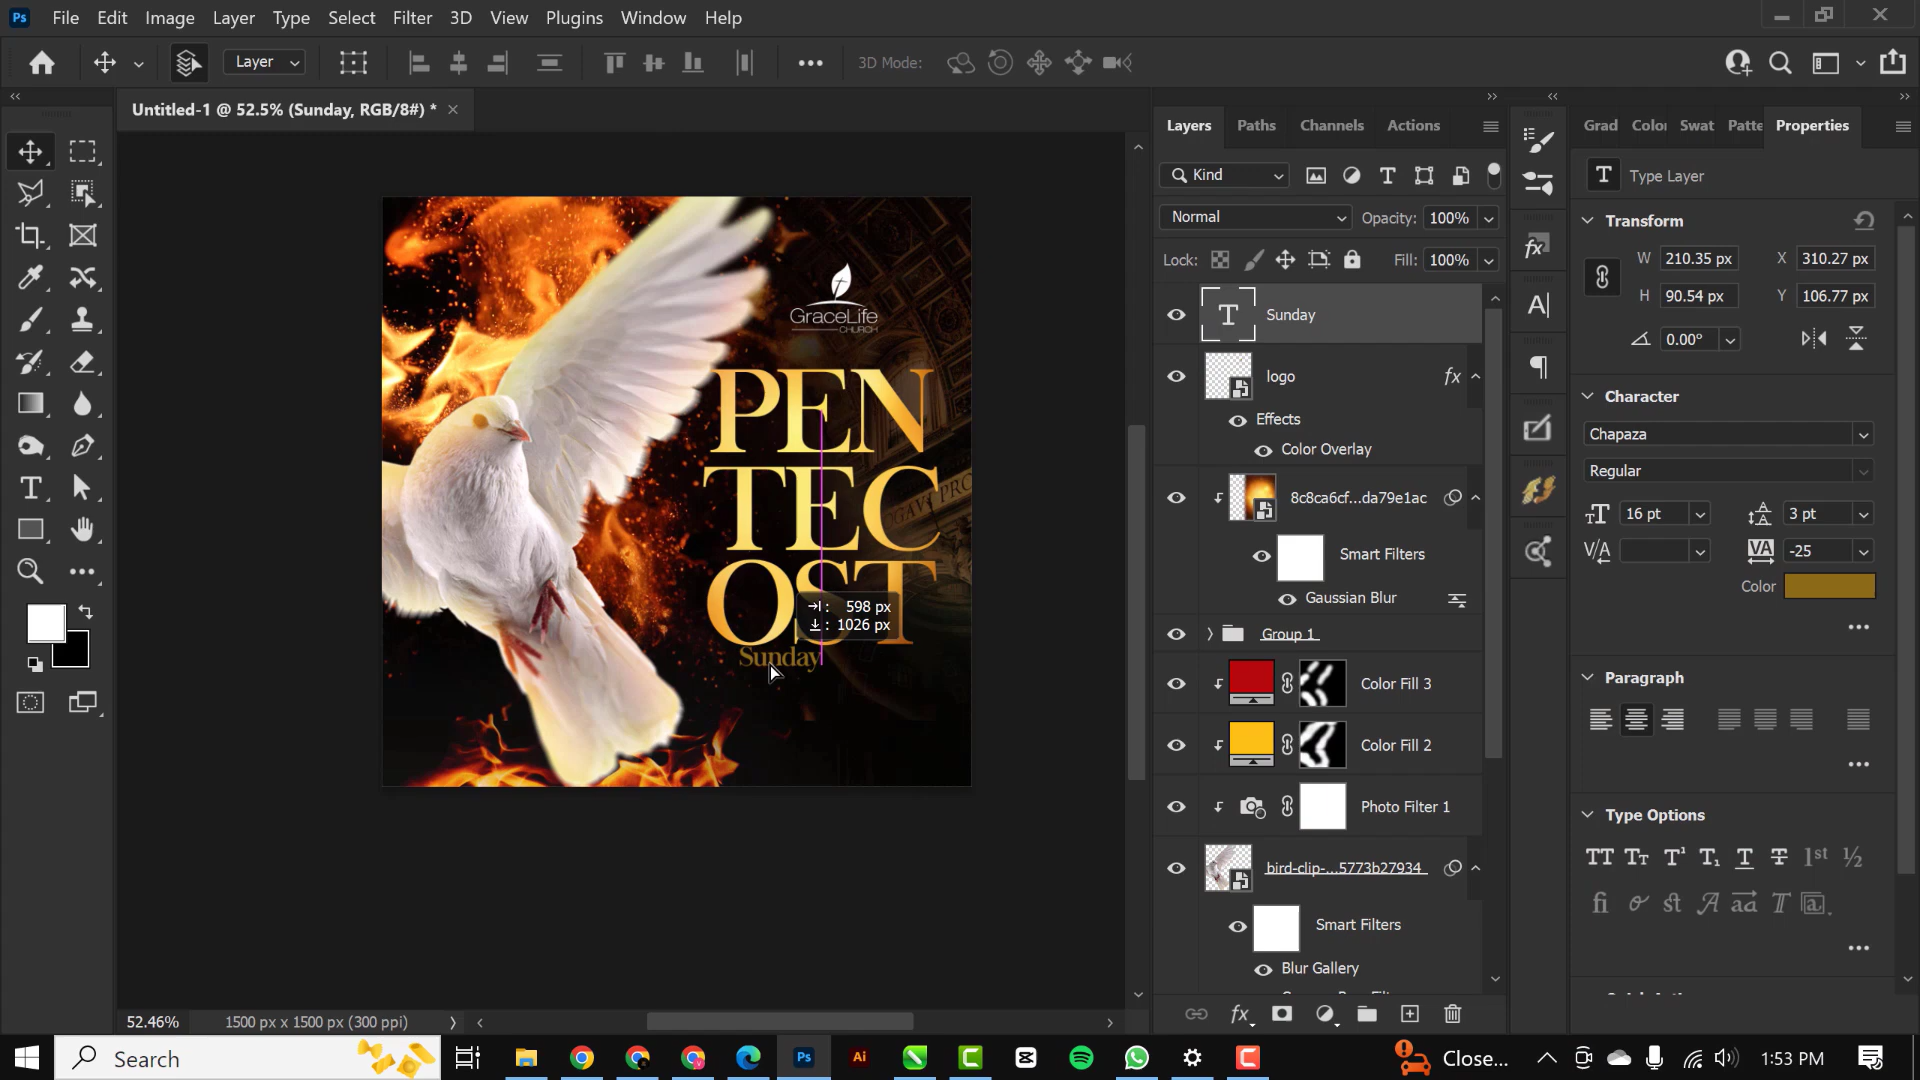 File Edit Image Layer Type Select Filter 3D View Plugins Window Help
Layer 3D Mode:
Untitled-1 @ 52.5% (Sunday, RGB/8#) *
GraceLife
CHURCH
PEN
TEC
OST
Sunday
598 px
1026 px
52.46% 1500 px x 1500 px (300 ppi)
Layers Paths Channels Actions
Kind
Normal Opacity: 100%
Lock: Fill: 100%
Sunday
logo
Effects
Color Overlay
8c8ca6cf...da79e1ac
Smart Filters
Gaussian Blur
Group 1
Color Fill 3
Color Fill 2
Photo Filter 1
bird-clip-...5773b27934
Smart Filters
Blur Gallery
Grad Color Swat Patte Properties
Type Layer
Transform
W 210.35 px X 310.27 px
H 90.54 px Y 106.77 px
0.00°
Character
Chapaza
Regular
16 pt 3 pt
-25
Color
Paragraph
Type Options
Search
Close...
1:53 PM